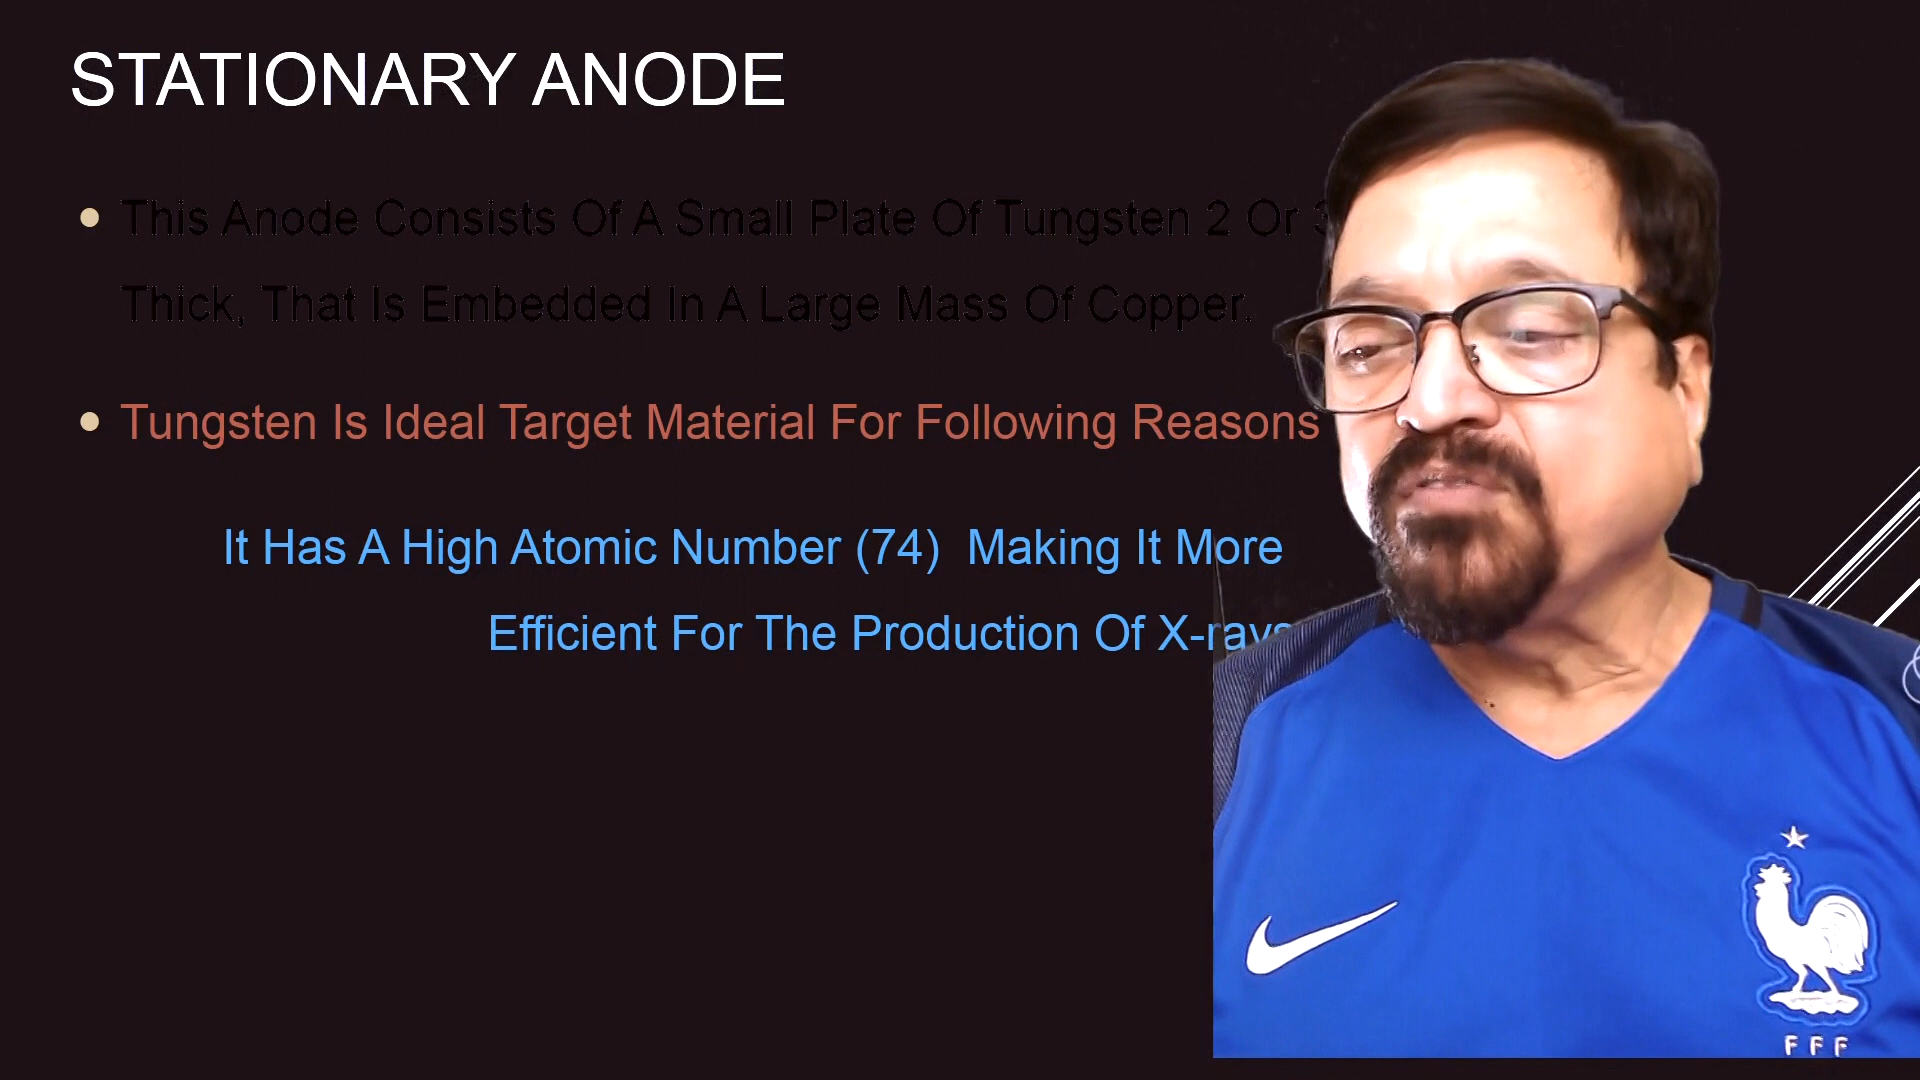 STATIONARY ANODE
This Anode Consists Of A Small Plate Of Tungsten 2 Or 3
Thick, That Is Embedded In A Large Mass Of Copper.
Tungsten Is Ideal Target Material For Following Reasons
It Has A High Atomic Number (74) Making It More
Efficient For The Production Of X-rays
FFF